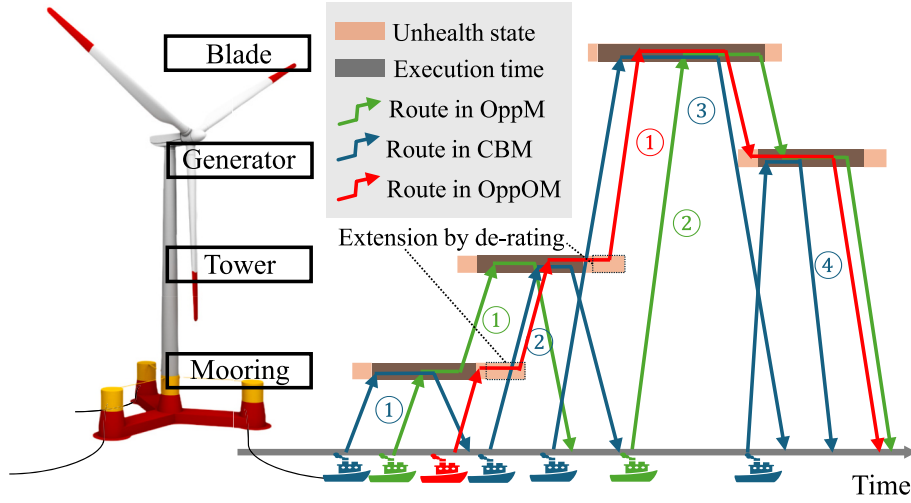 Blade
Generator
Tower
Mooring
Unhealth state
Execution time
Route in OppM
Route in CBM
Route in OppOM
Extension by de-rating
①
①
②
①
②
③
④
Time